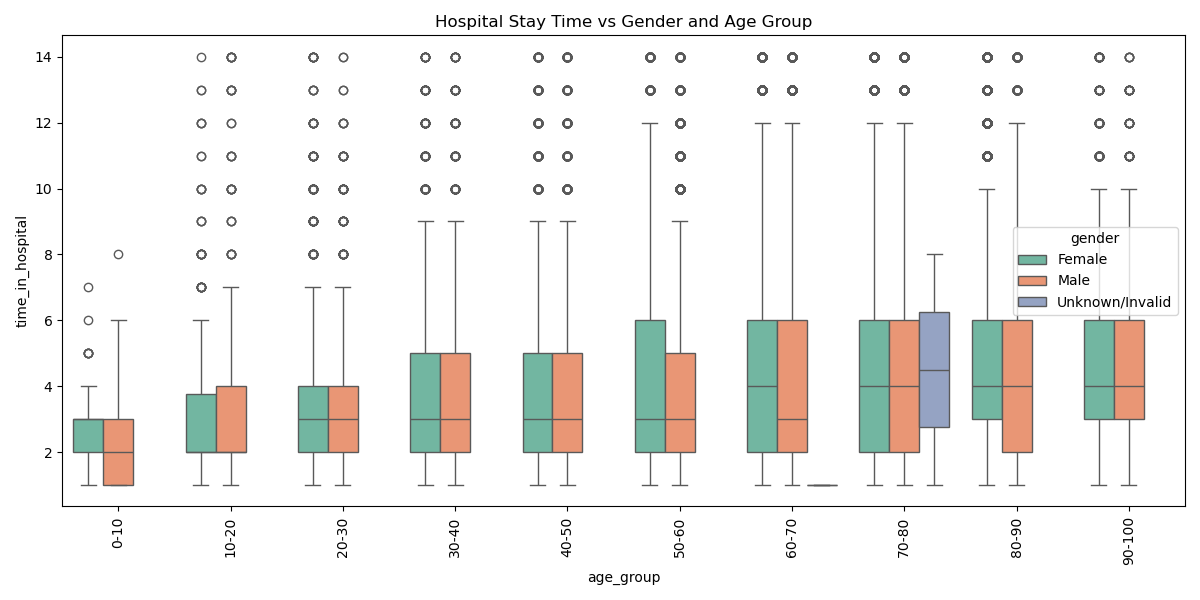 Hospital Stay Time vs Gender and Age Group
time_in_hospital
14
12
10
8
6
4
2
gender
Female
Male
Unknown/Invalid
0-10
10-20
20-30
30-40
40-50
50-60
60-70
70-80
80-90
90-100
age_group